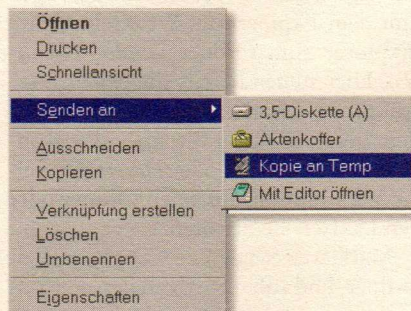 Öffnen
Drucken
Schnellansicht
Senden an
Ausschneiden
Kopieren
Verknüpfung erstellen
Löschen
Umbenennen
Eigenschaften
3,5-Diskette (A)
Aktenkoffer
Kopie an Temp
Mit Editor öffnen